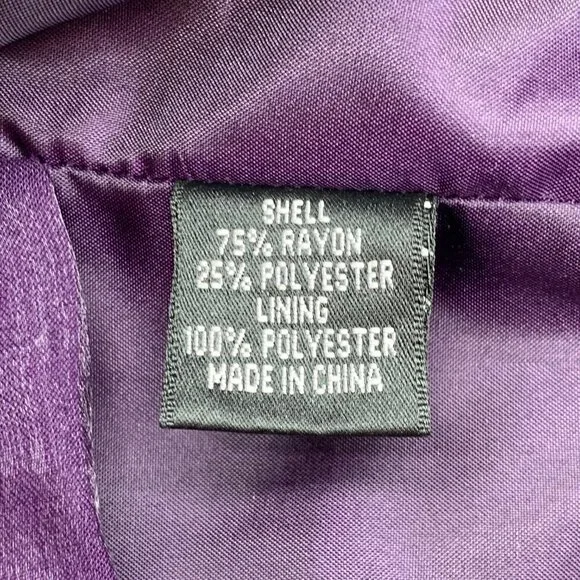 SHELL
75% RAYON
25% POLYESTER
LINING
100% POLYESTER
MADE IN CHINA